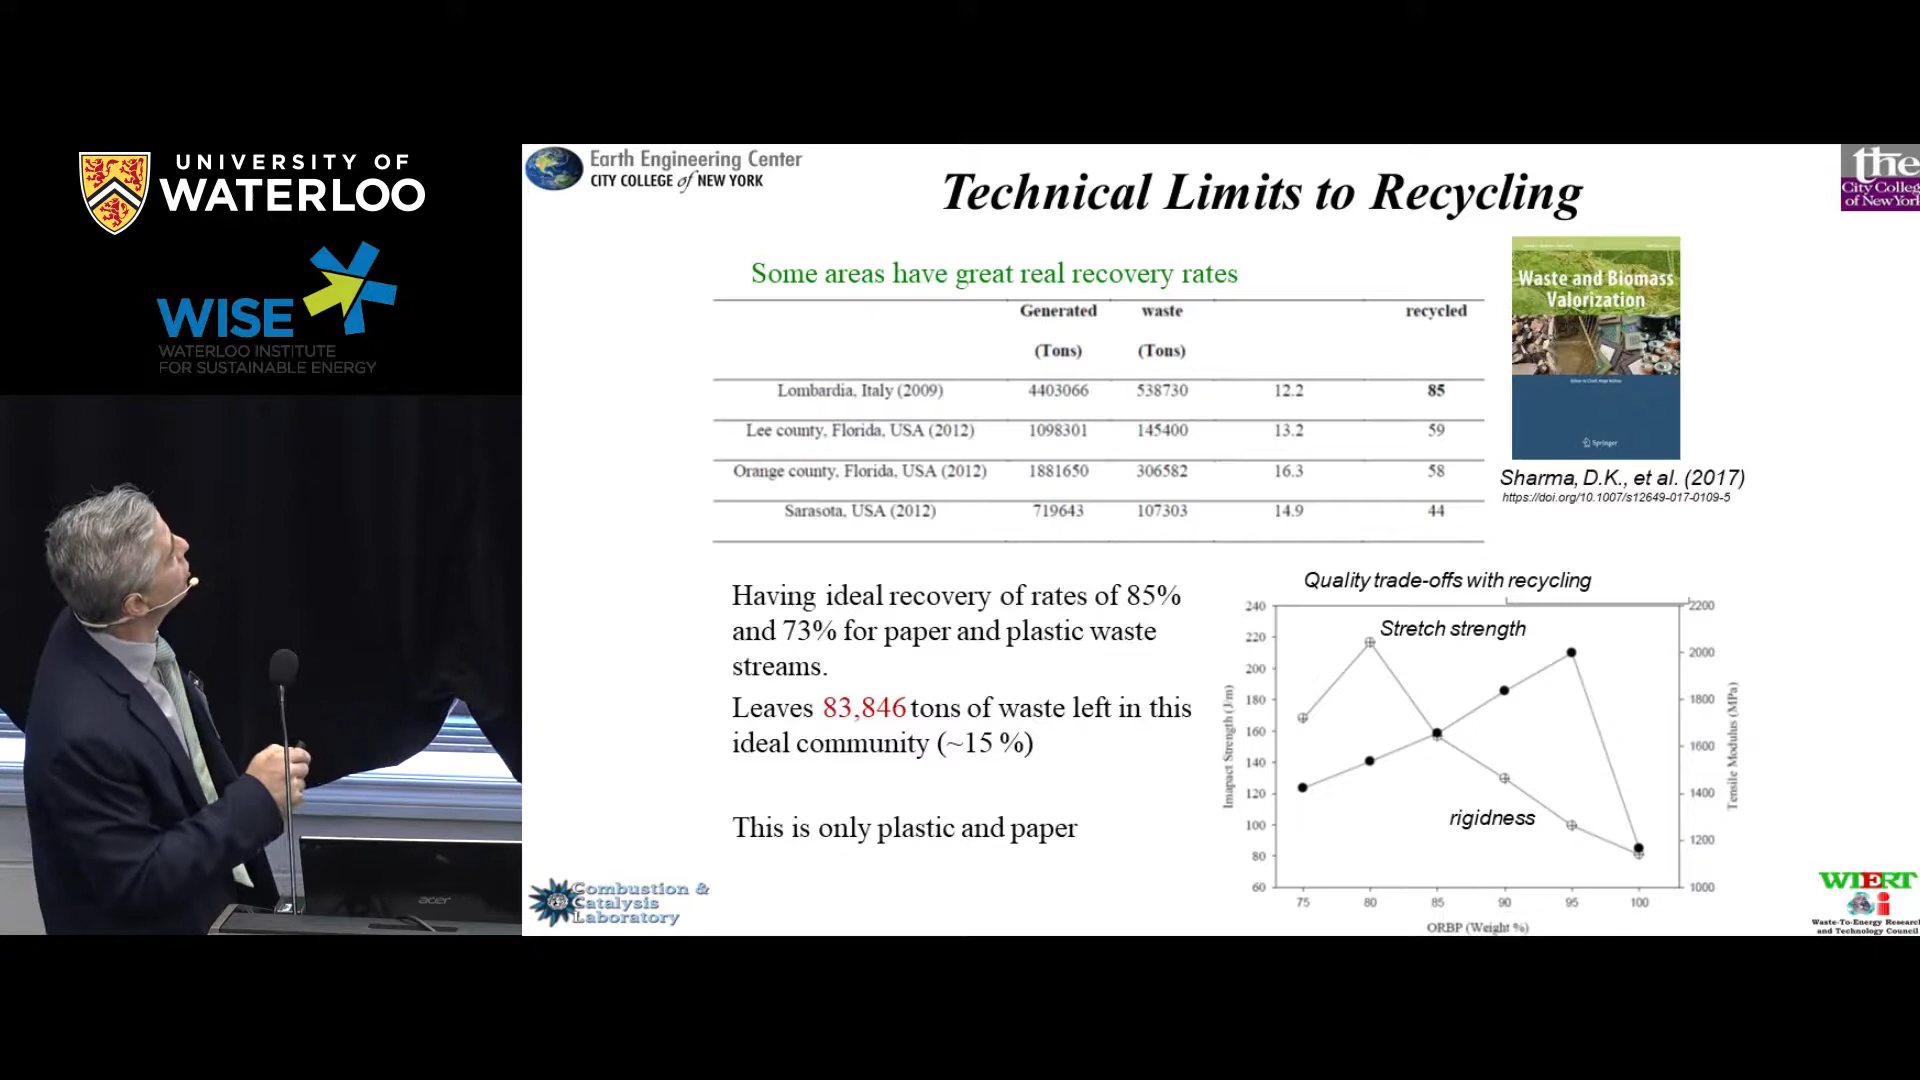 UNIVERSITY OF
WATERLOO
WISE
WATERLOO INSTITUTE
FOR SUSTAINABLE ENERGY
Earth Engineering Center
CITY COLLEGE of NEW YORK
Technical Limits to Recycling
the
City College
of New York
Some areas have great real recovery rates
Generated waste recycled
(Tons) (Tons)
Lombardia, Italy (2009) 4403066 538730 12.2 85
Lee county, Florida, USA (2012) 1098301 145400 13.2 59
Orange county, Florida, USA (2012) 1881650 306582 16.3 58
Sarasota, USA (2012) 719643 107303 14.9 44
Waste and Biomass
Valorization
Springer
Sharma, D.K., et al. (2017)
https://doi.org/10.1007/s12649-017-0109-5
Having ideal recovery of rates of 85%
and 73% for paper and plastic waste
streams.
Leaves 83,846 tons of waste left in this
ideal community (~15 %)
This is only plastic and paper
Quality trade-offs with recycling
Stretch strength
rigidness
240
220
200
180
160
140
120
100
80
60
Imapact Strength (J/m)
2200
2000
1800
1600
1400
1200
1000
Tensile Modulus (MPa)
75 80 85 90 95 100
ORBP (Weight %)
Combustion &
Catalysis
Laboratory
WTERT
Waste-To-Energy Research
and Technology Council
acer